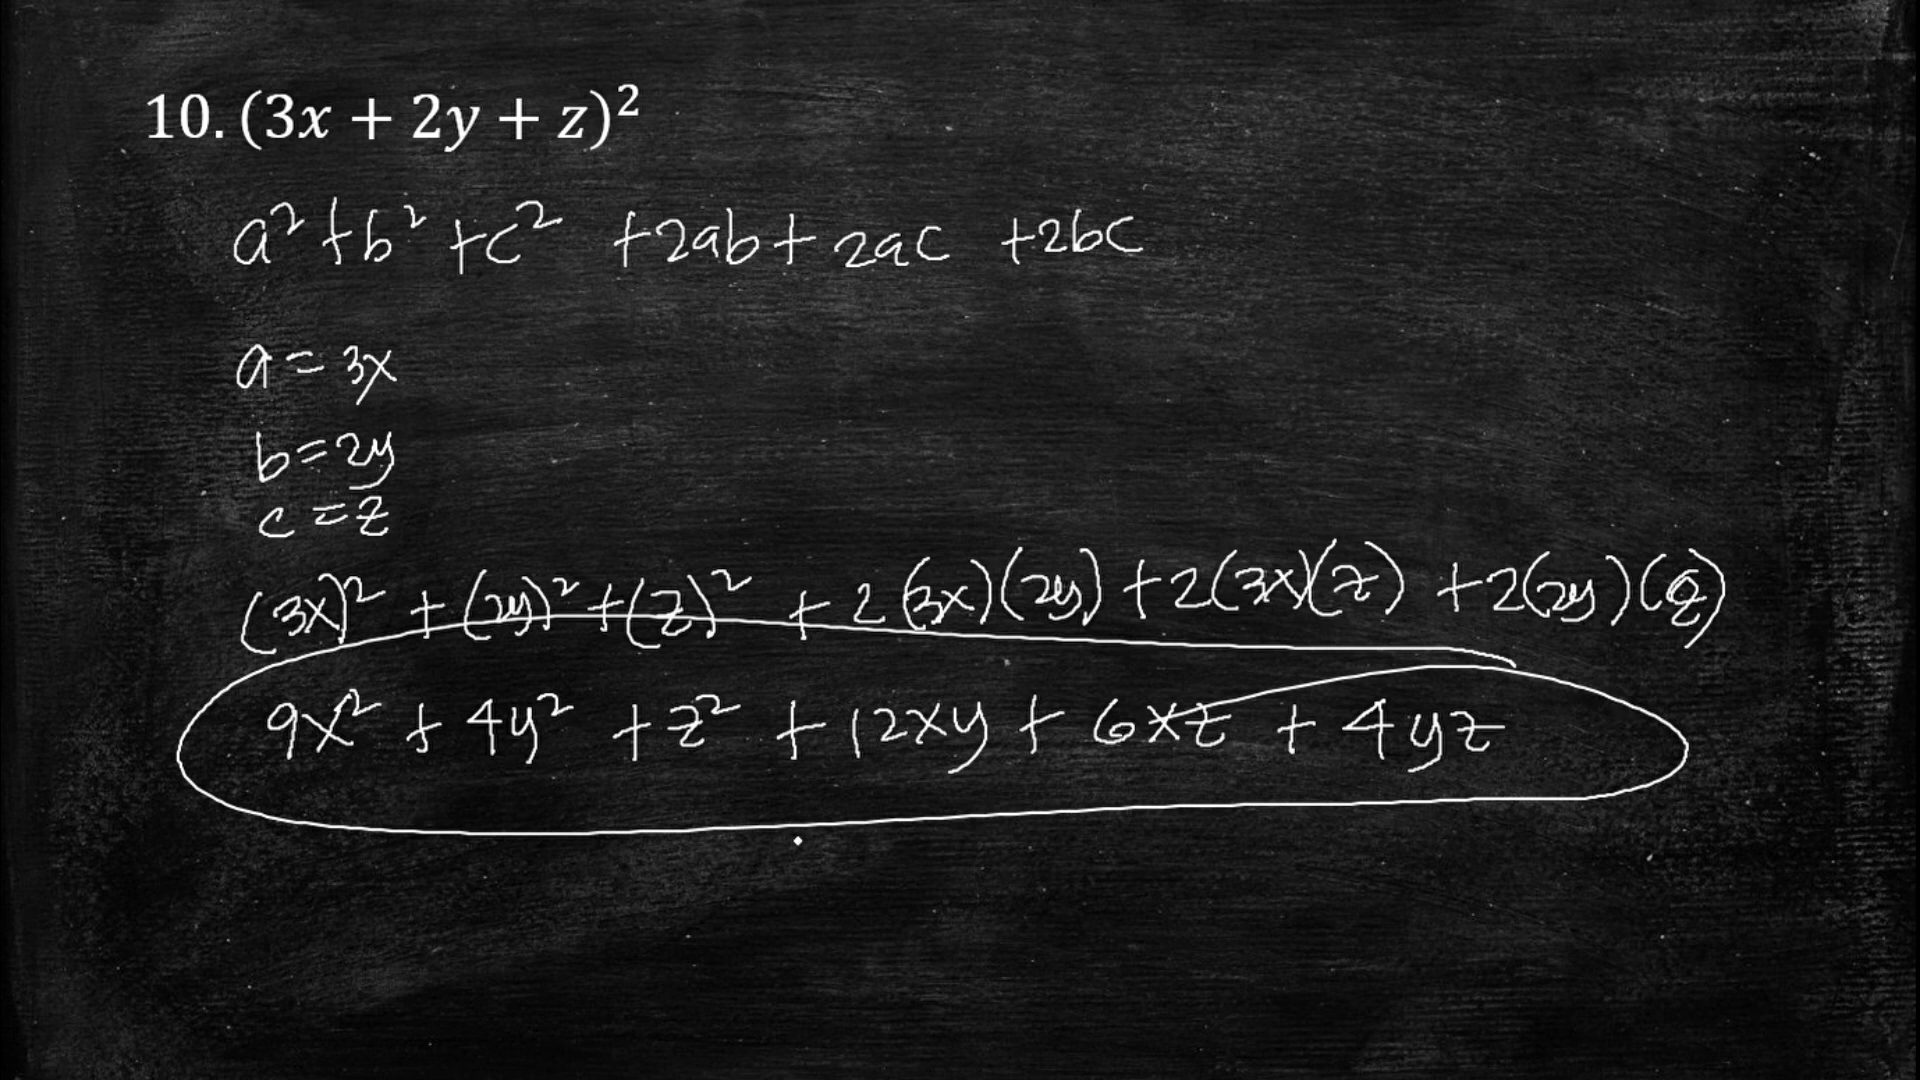 10. (3x + 2y + z)²
a² + b² + c² + 2ab + 2ac + 2bc
a = 3x
b = 2y
c = z
(3x)² + (2y)² + (z)² + 2(3x)(2y) + 2(3x)(z) + 2(2y)(z)
9x² + 4y² + z² + 12xy + 6xz + 4yz